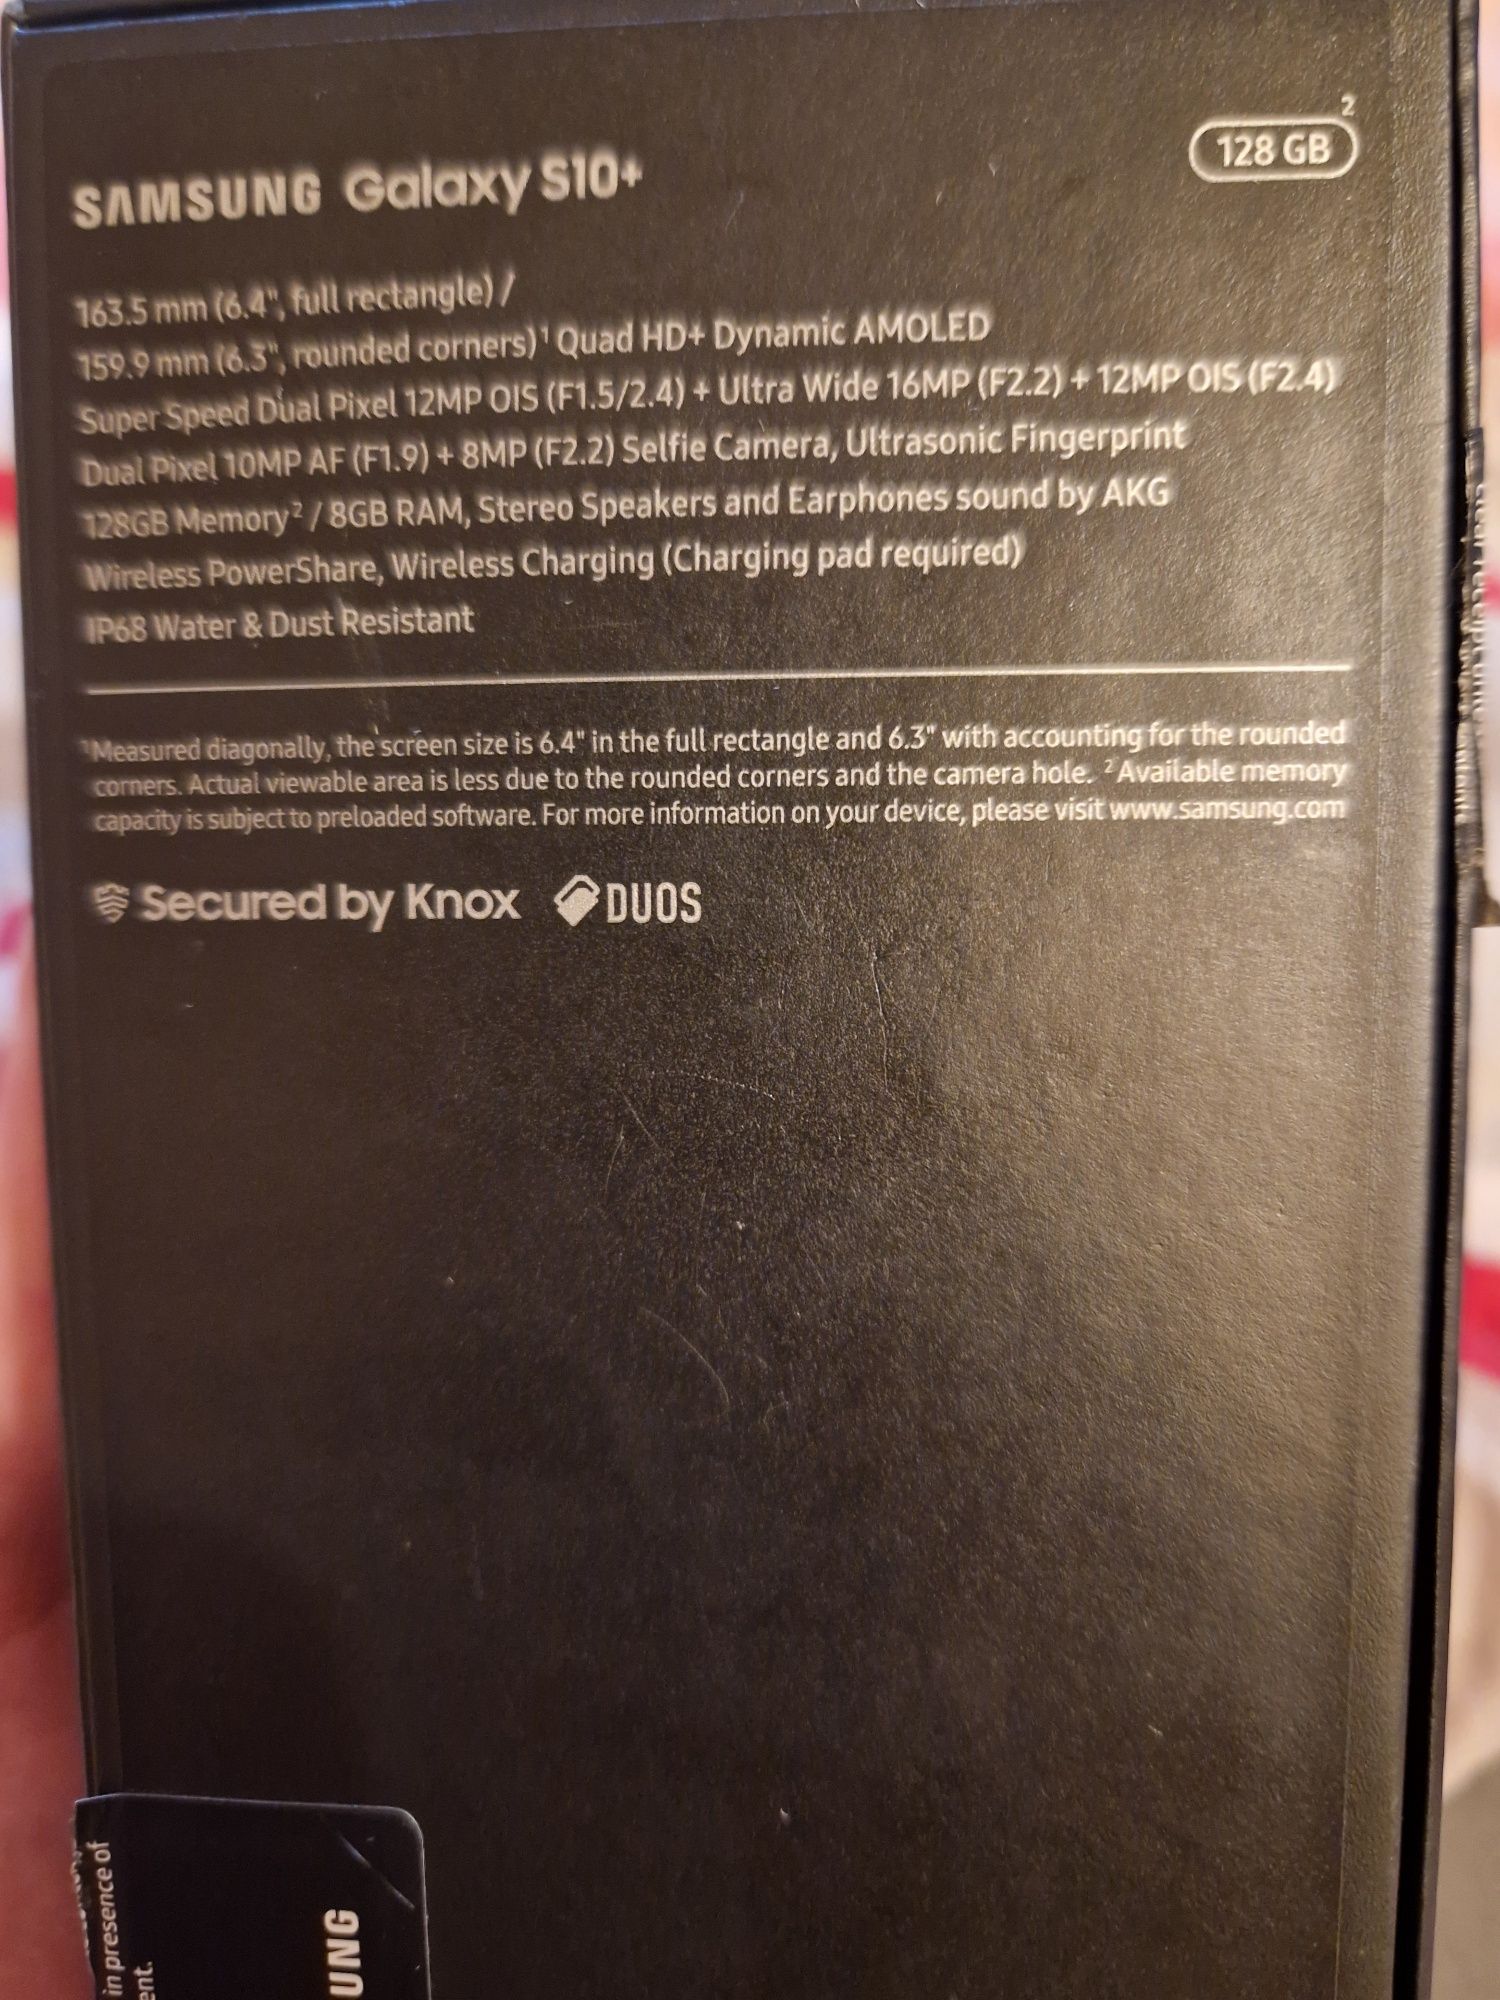 128 GB²
SAMSUNG Galaxy S10+
163.5 mm (6.4", full rectangle) /
159.9 mm (6.3", rounded corners)¹ Quad HD+ Dynamic AMOLED
Super Speed Dual Pixel 12MP OIS (F1.5/2.4) + Ultra Wide 16MP (F2.2) + 12MP OIS (F2.4)
Dual Pixel 10MP AF (F1.9) + 8MP (F2.2) Selfie Camera, Ultrasonic Fingerprint
128GB Memory² / 8GB RAM, Stereo Speakers and Earphones sound by AKG
Wireless PowerShare, Wireless Charging (Charging pad required)
IP68 Water & Dust Resistant
¹Measured diagonally, the screen size is 6.4" in the full rectangle and 6.3" with accounting for the rounded
corners. Actual viewable area is less due to the rounded corners and the camera hole. ²Available memory
capacity is subject to preloaded software. For more information on your device, please visit www.samsung.com
Secured by Knox DUOS
in presence of
ent.
UNG